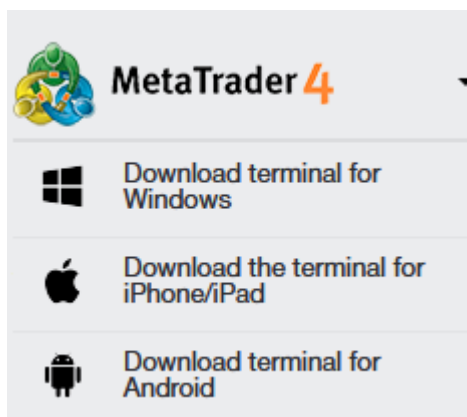 MetaTrader 4
Download terminal for
Windows
Download the terminal for
iPhone/iPad
Download terminal for
Android